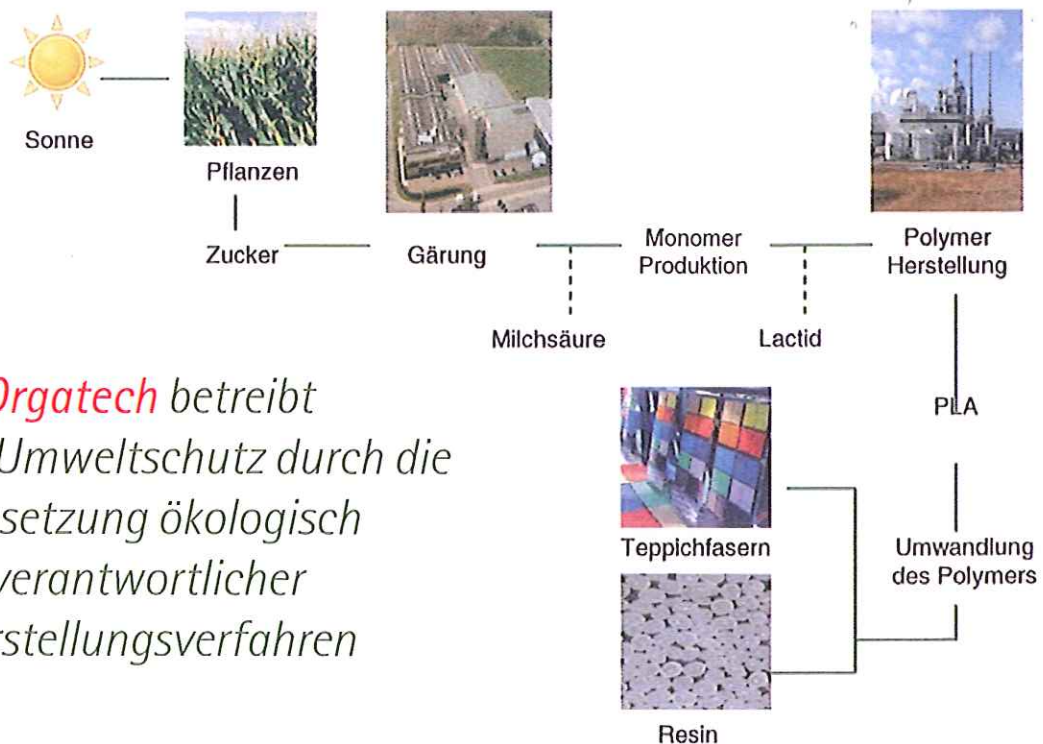 Sonne
Pflanzen
Zucker
Gärung
Monomer
Produktion
Polymer
Herstellung
Milchsäure
Lactid
PLA
Orgatech betreibt
Umweltschutz durch die
setzung ökologisch
verantwortlicher
rstellungsverfahren
Teppichfasern
Umwandlung
des Polymers
Resin